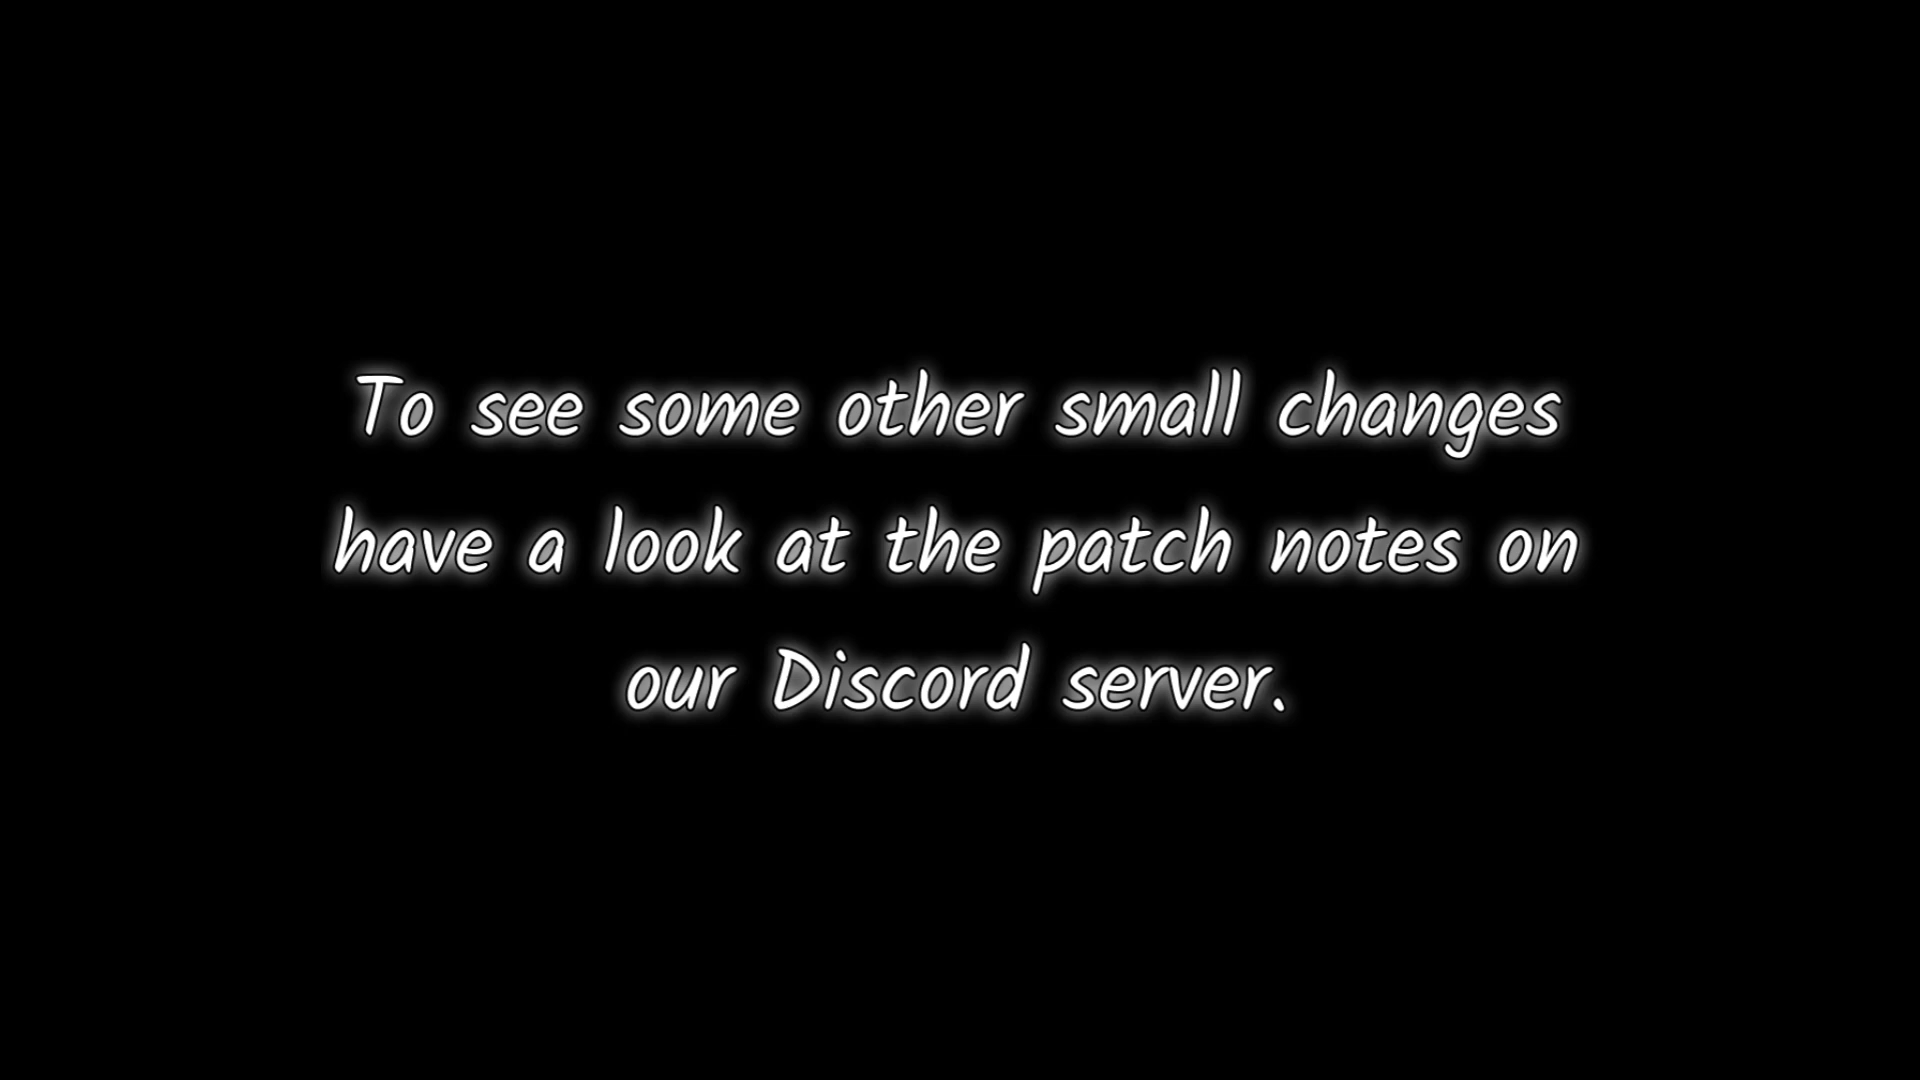 To see some other small changes
have a look at the patch notes on
our Discord server.